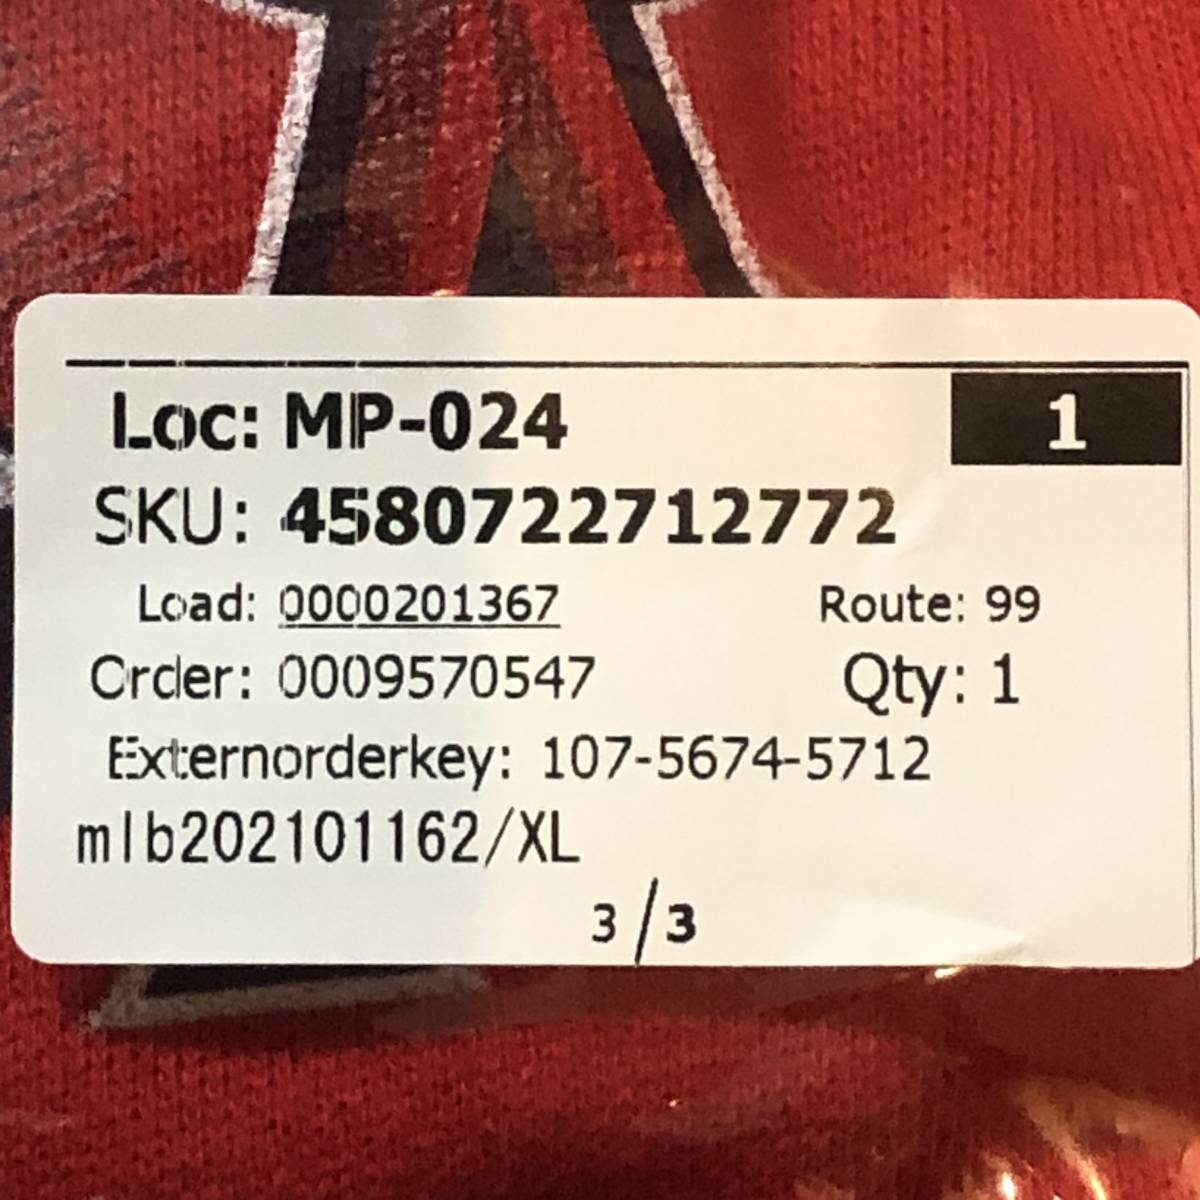 Loc: MP-024 1
SKU: 4580722712772
Load: 0000201367 Route: 99
Order: 0009570547 Qty: 1
Externorderkey: 107-5674-5712
mlb202101162/XL
3/3